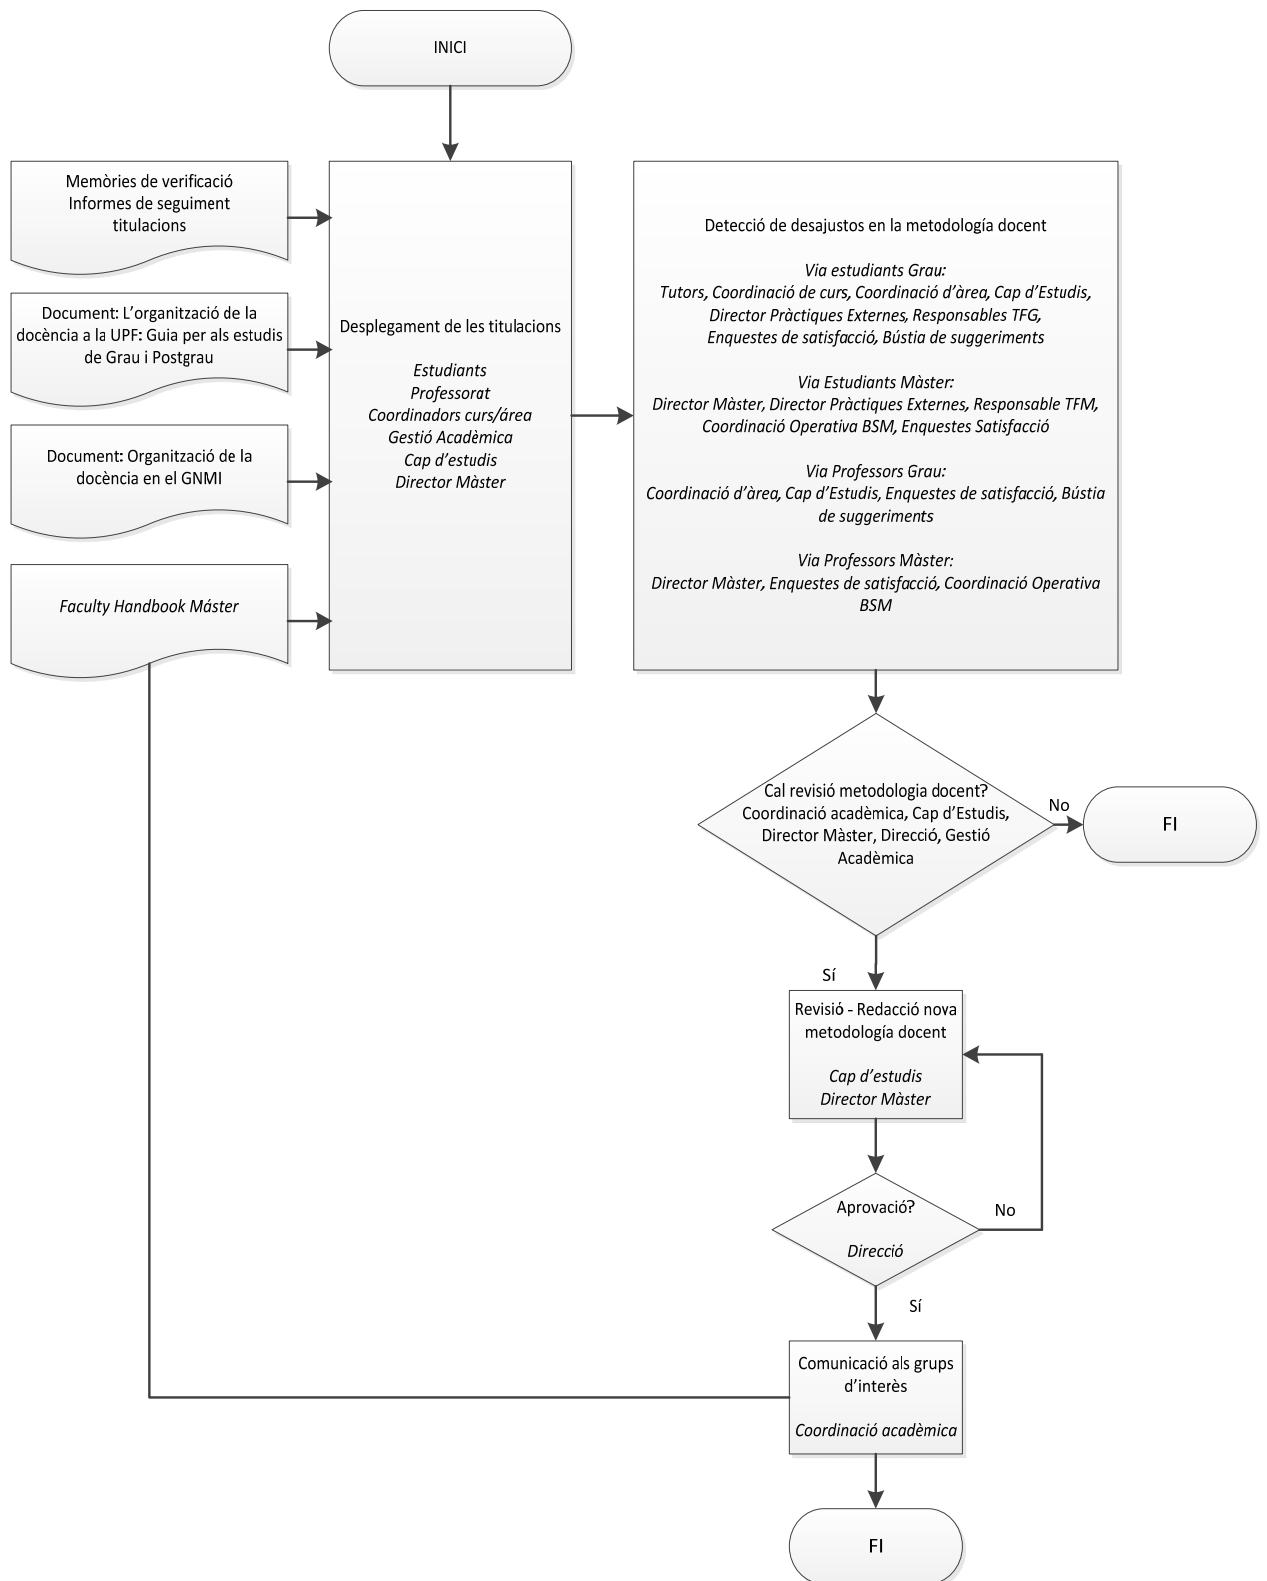 INICI
Memòries de verificació
Informes de seguiment
titulacions
Document: L'organització de la
docència a la UPF: Guia per als estudis
de Grau i Postgrau
Document: Organització de la
docència en el GNMI
Faculty Handbook Máster
Desplegament de les titulacions
Estudiants
Professorat
Coordinadors curs/área
Gestió Acadèmica
Cap d'estudis
Director Màster
Detecció de desajustos en la metodología docent
Via estudiants Grau:
Tutors, Coordinació de curs, Coordinació d'àrea, Cap d'Estudis,
Director Pràctiques Externes, Responsables TFG,
Enquestes de satisfacció, Bústia de suggeriments
Via Estudiants Màster:
Director Màster, Director Pràctiques Externes, Responsable TFM,
Coordinació Operativa BSM, Enquestes Satisfacció
Via Professors Grau:
Coordinació d'àrea, Cap d'Estudis, Enquestes de satisfacció, Bústia
de suggeriments
Via Professors Màster:
Director Màster, Enquestes de satisfacció, Coordinació Operativa
BSM
Cal revisió metodologia docent?
Coordinació acadèmica, Cap d'Estudis,
Director Màster, Direcció, Gestió
Acadèmica
No
FI
Sí
Revisió - Redacció nova
metodología docent
Cap d'estudis
Director Màster
Aprovació?
Direcció
No
Sí
Comunicació als grups
d'interès
Coordinació acadèmica
FI